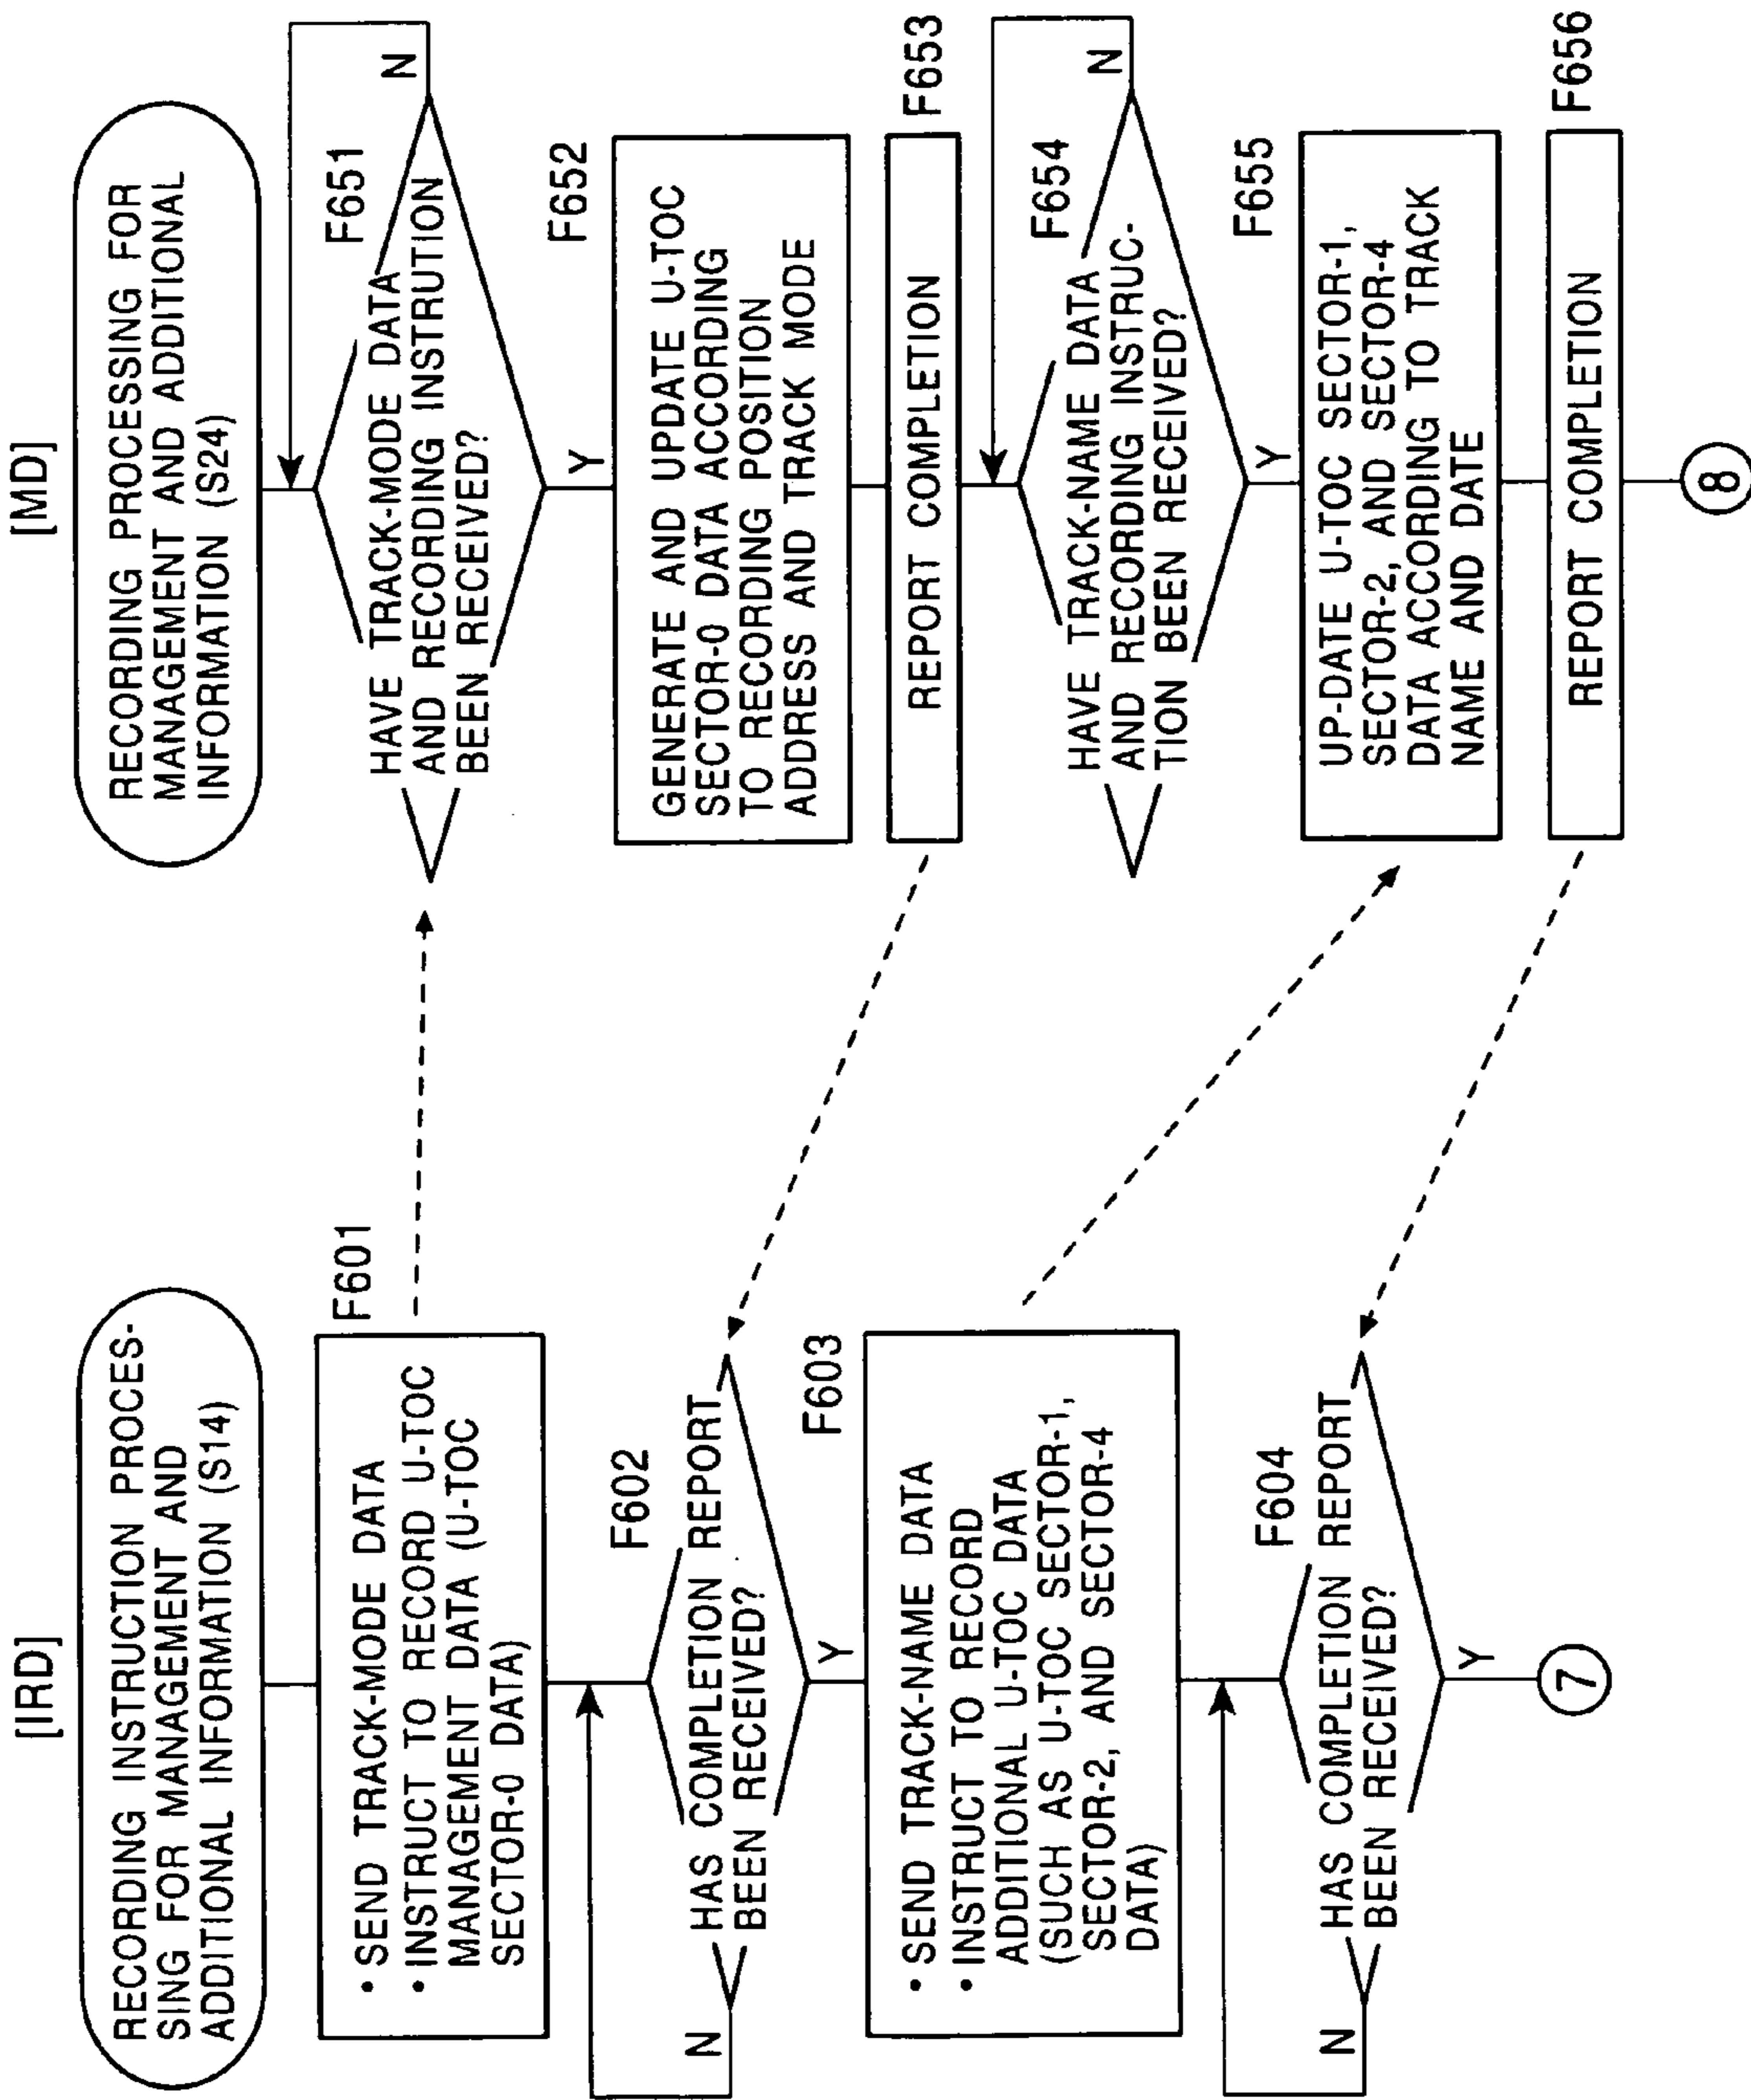 [IRD]
RECORDING INSTRUCTION PROCES-
SING FOR MANAGEMENT AND
ADDITIONAL INFORMATION (S14)
F601
• SEND TRACK-MODE DATA
• INSTRUCT TO RECORD U-TOC
MANAGEMENT DATA (U-TOC
SECTOR-0 DATA)
F602
HAS COMPLETION REPORT
BEEN RECEIVED?
N
Y
F603
• SEND TRACK-NAME DATA
• INSTRUCT TO RECORD
ADDITIONAL U-TOC DATA
(SUCH AS U-TOC SECTOR-1,
SECTOR-2, AND SECTOR-4
DATA)
F604
HAS COMPLETION REPORT
BEEN RECEIVED?
N
Y
7
[MD]
RECORDING PROCESSING FOR
MANAGEMENT AND ADDITIONAL
INFORMATION (S24)
F651
HAVE TRACK-MODE DATA
AND RECORDING INSTRUTION
BEEN RECEIVED?
N
Y
F652
GENERATE AND UPDATE U-TOC
SECTOR-0 DATA ACCORDING
TO RECORDING POSITION
ADDRESS AND TRACK MODE
F653
REPORT COMPLETION
F654
HAVE TRACK-NAME DATA
AND RECORDING INSTRUC-
TION BEEN RECEIVED?
N
Y
F655
UP-DATE U-TOC SECTOR-1,
SECTOR-2, AND SECTOR-4
DATA ACCORDING TO TRACK
NAME AND DATE
F656
REPORT COMPLETION
8